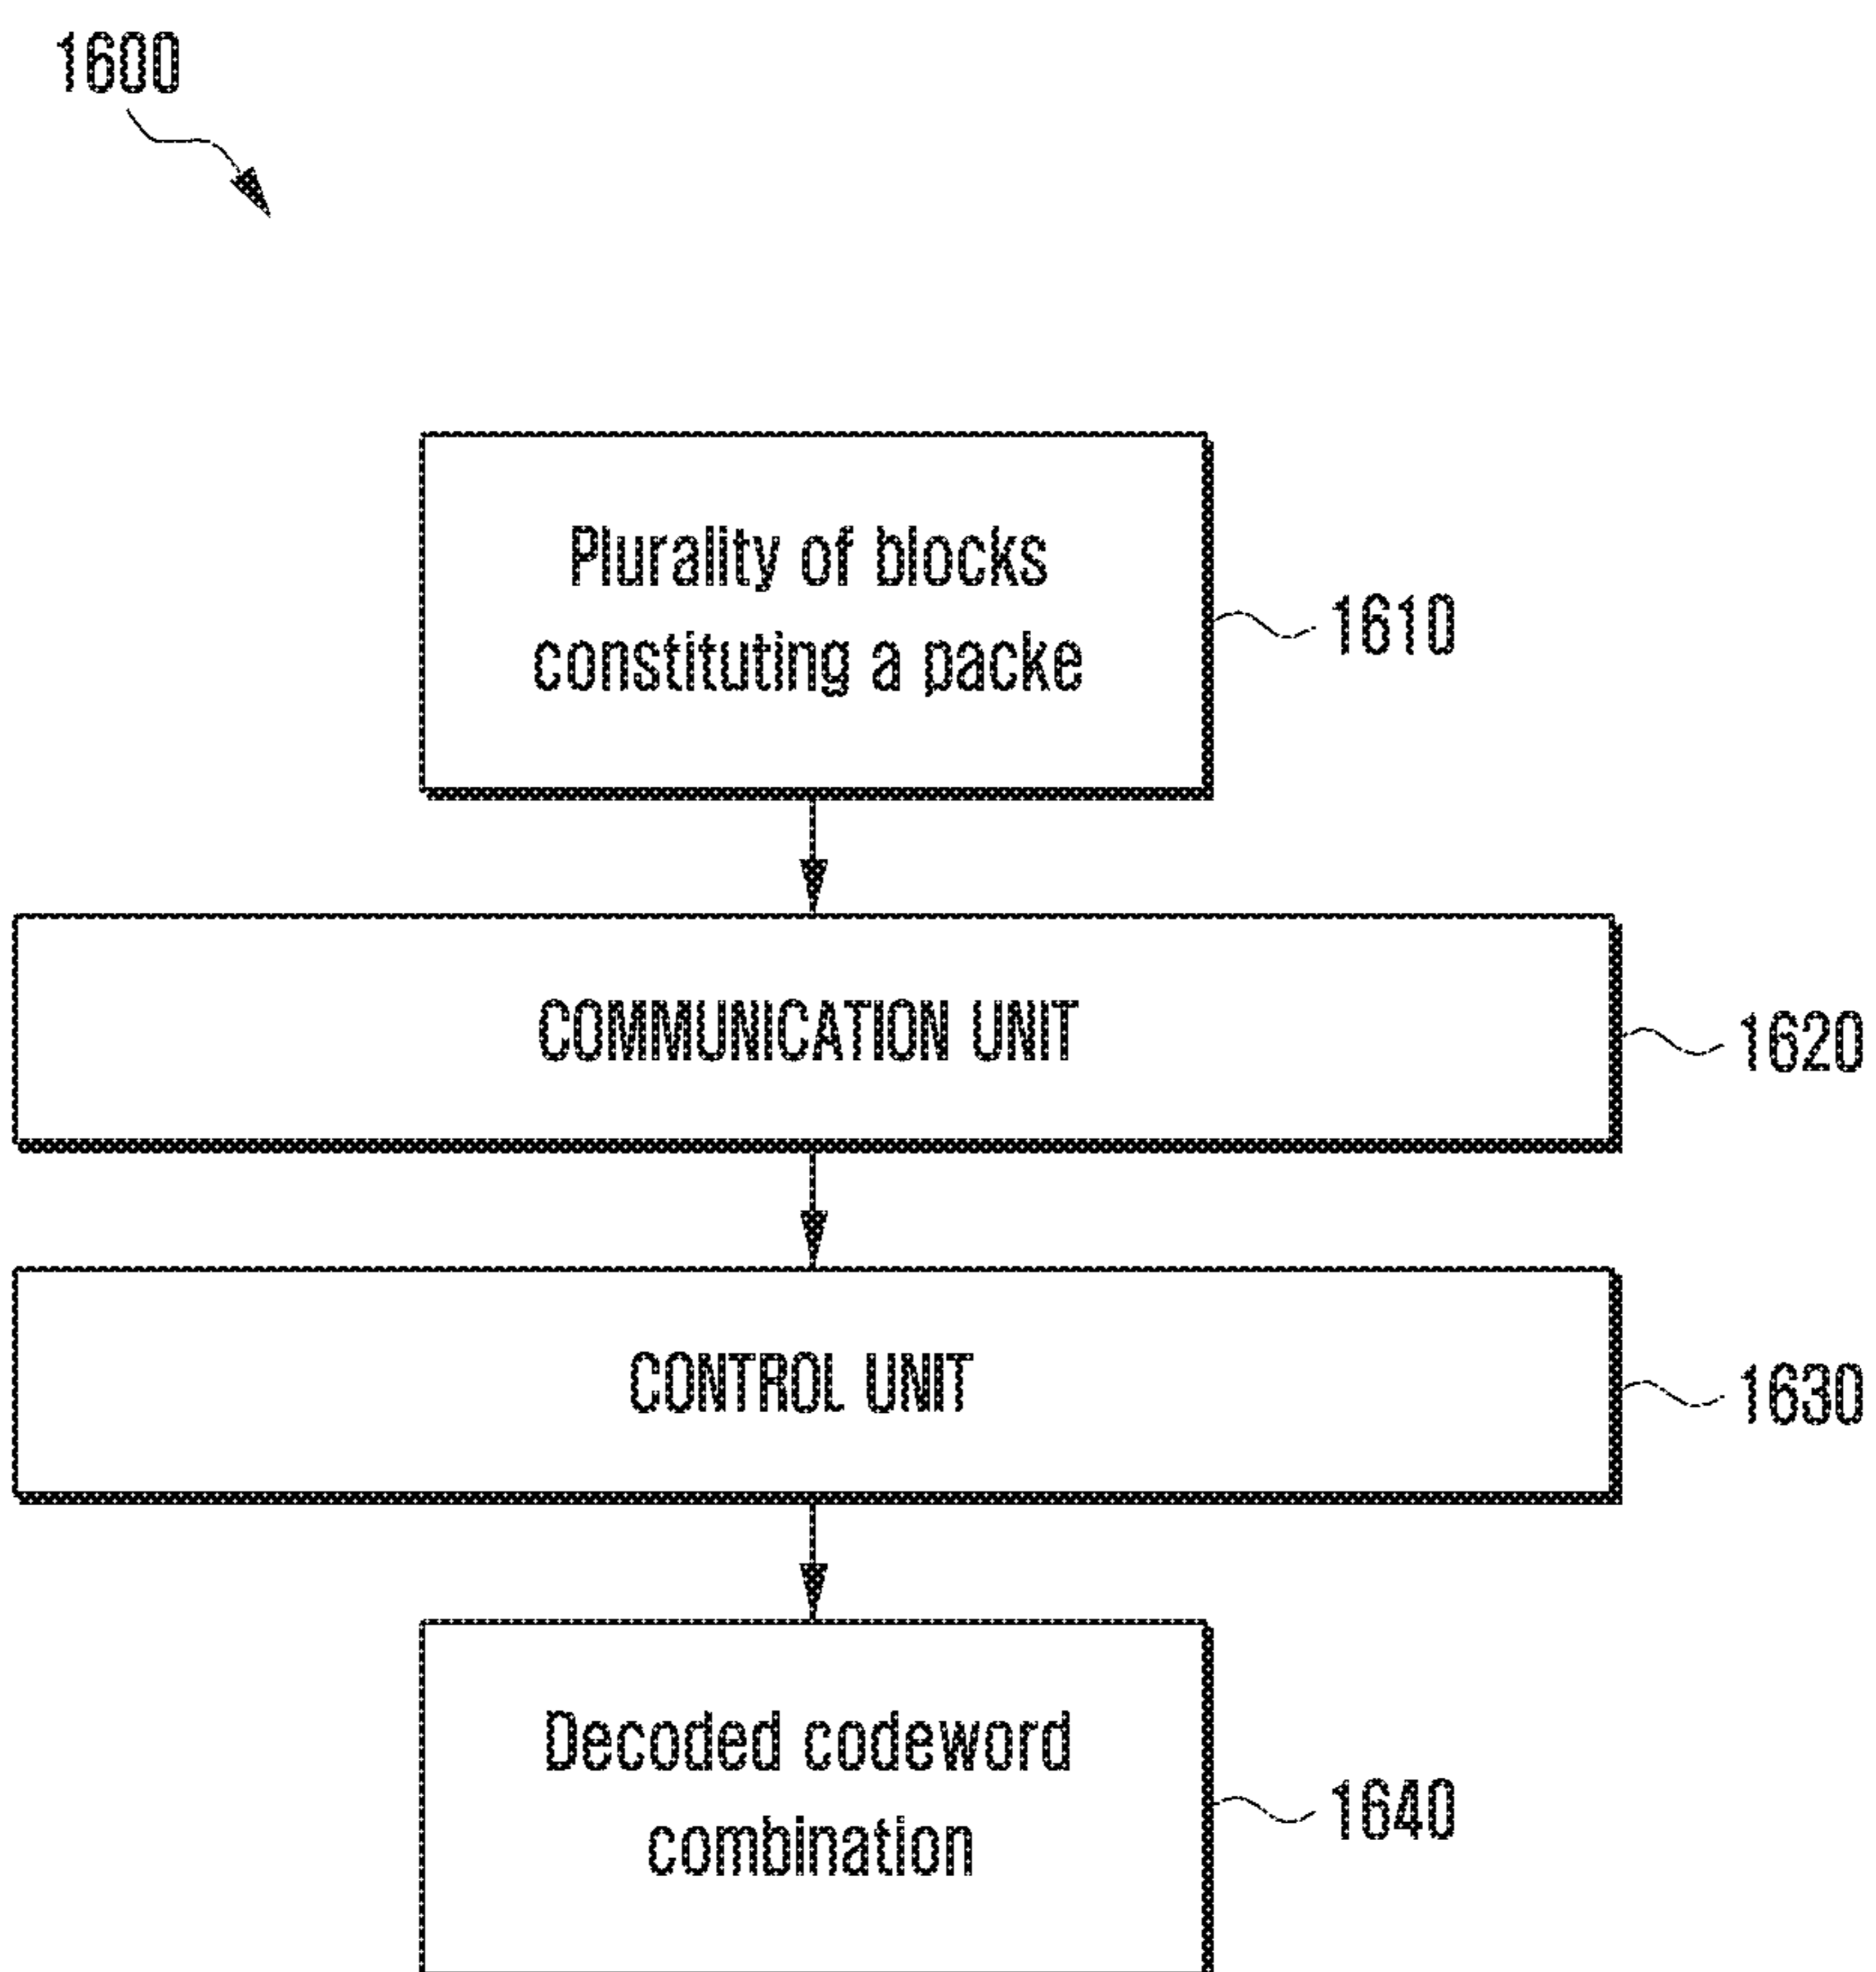 1600
Plurality of blocks
constituting a packe
1610
COMMUNICATION UNIT
1620
CONTROL UNIT
1630
Decoded codeword
combination
1640